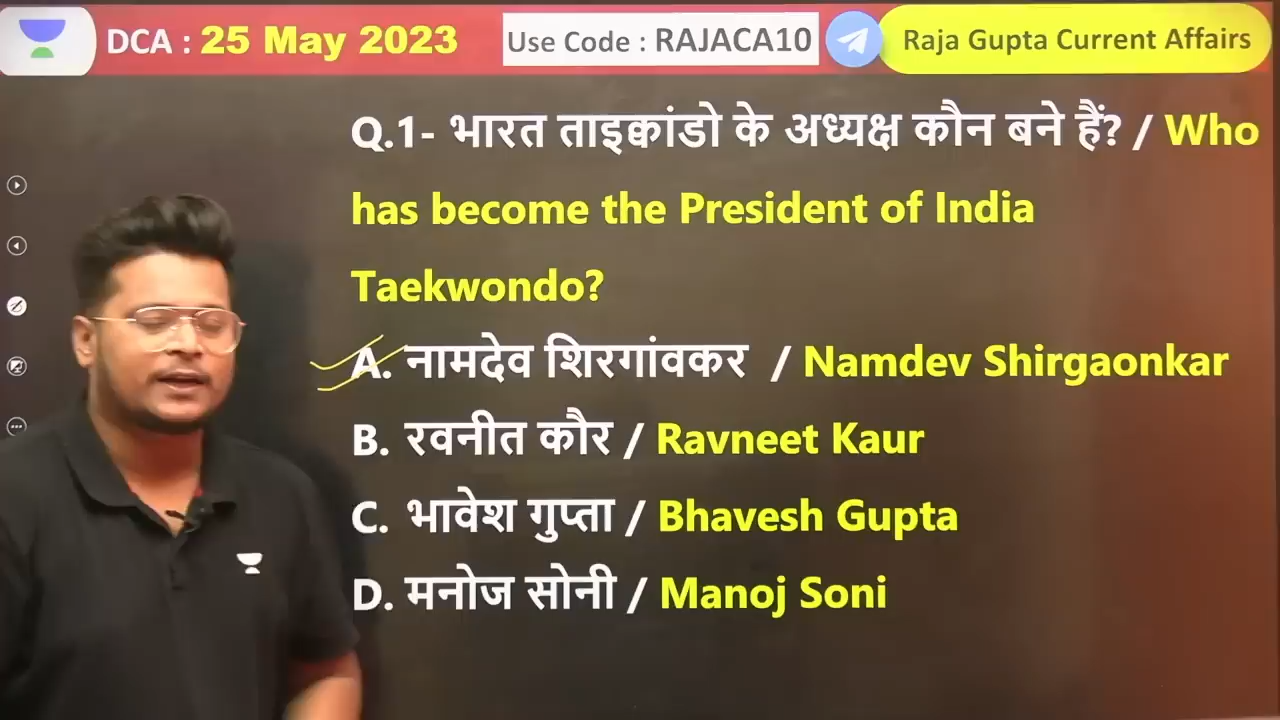 DCA : 25 May 2023 Use Code : RAJACA10 Raja Gupta Current Affairs
Q.1- भारत ताइक्वांडो के अध्यक्ष कौन बने हैं? / Who
has become the President of India
Taekwondo?
A. नामदेव शिरगांवकर / Namdev Shirgaonkar
B. रवनीत कौर / Ravneet Kaur
C. भावेश गुप्ता / Bhavesh Gupta
D. मनोज सोनी / Manoj Soni